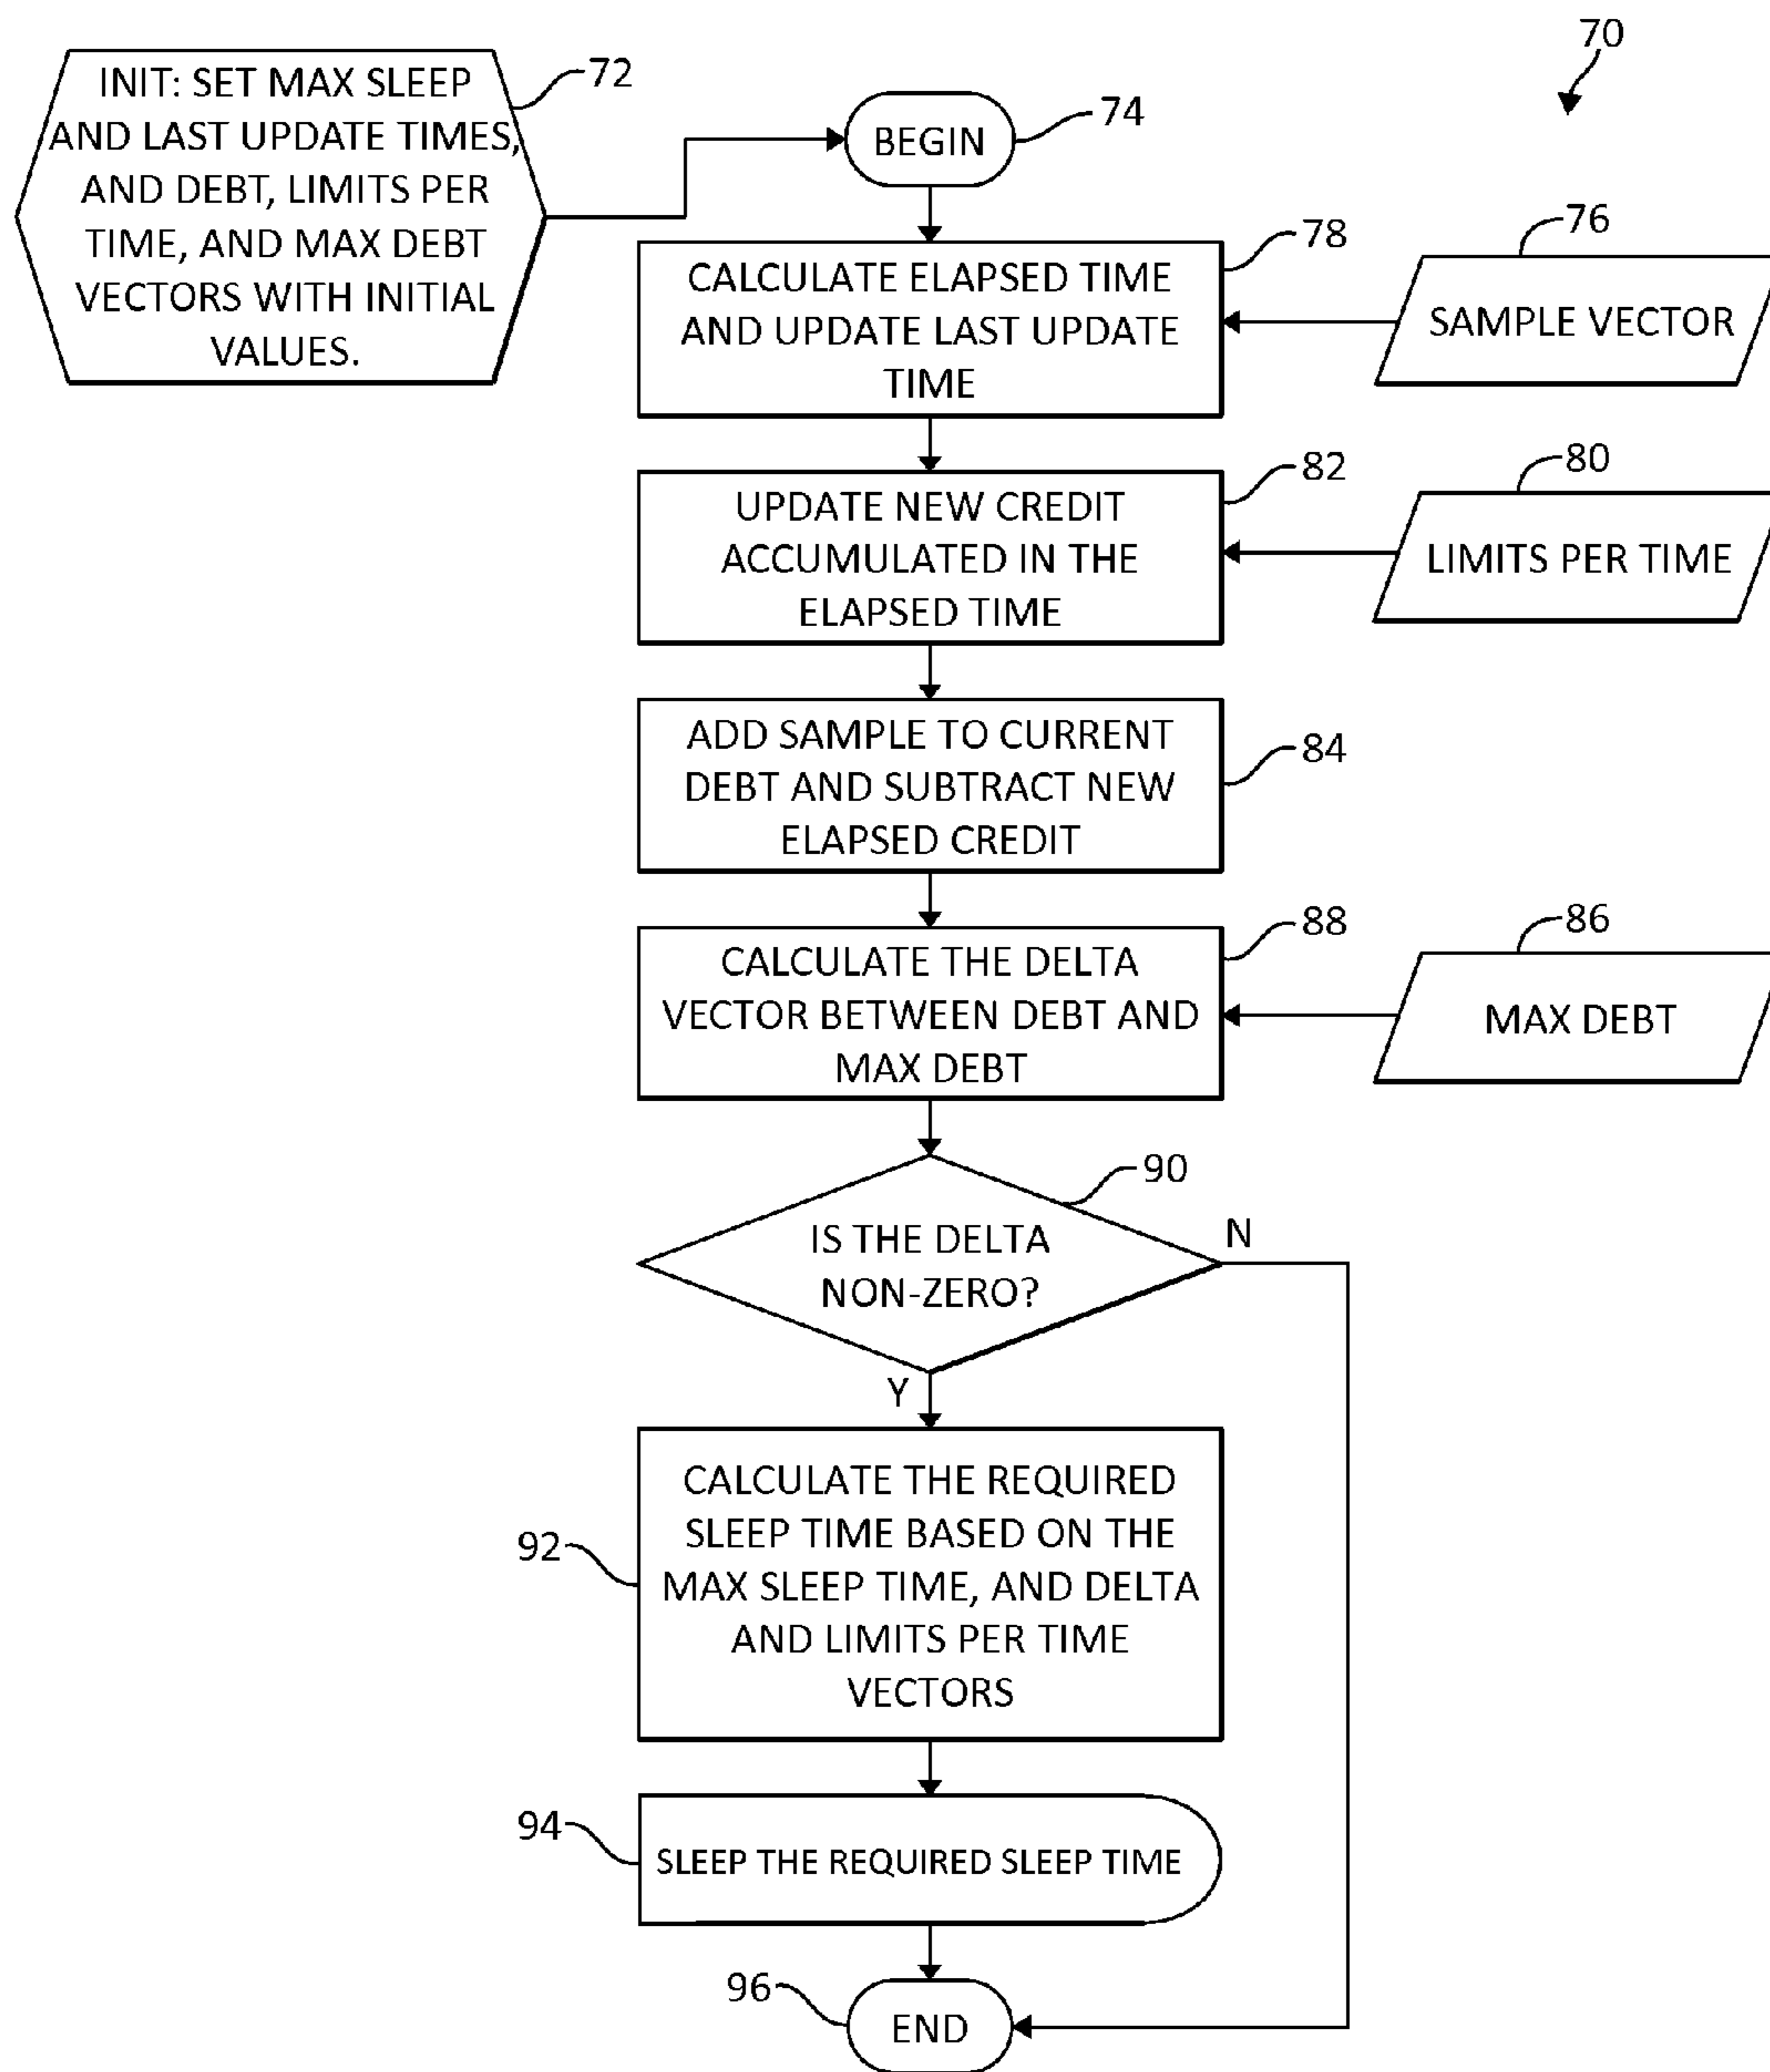 70
INIT: SET MAX SLEEP
AND LAST UPDATE TIMES,
AND DEBT, LIMITS PER
TIME, AND MAX DEBT
VECTORS WITH INITIAL
VALUES.
72
BEGIN
74
CALCULATE ELAPSED TIME
AND UPDATE LAST UPDATE
TIME
78
76
SAMPLE VECTOR
UPDATE NEW CREDIT
ACCUMULATED IN THE
ELAPSED TIME
82
80
LIMITS PER TIME
ADD SAMPLE TO CURRENT
DEBT AND SUBTRACT NEW
ELAPSED CREDIT
84
CALCULATE THE DELTA
VECTOR BETWEEN DEBT AND
MAX DEBT
88
86
MAX DEBT
90
IS THE DELTA
NON-ZERO?
N
Y
CALCULATE THE REQUIRED
SLEEP TIME BASED ON THE
MAX SLEEP TIME, AND DELTA
AND LIMITS PER TIME
VECTORS
92
94
SLEEP THE REQUIRED SLEEP TIME
96
END